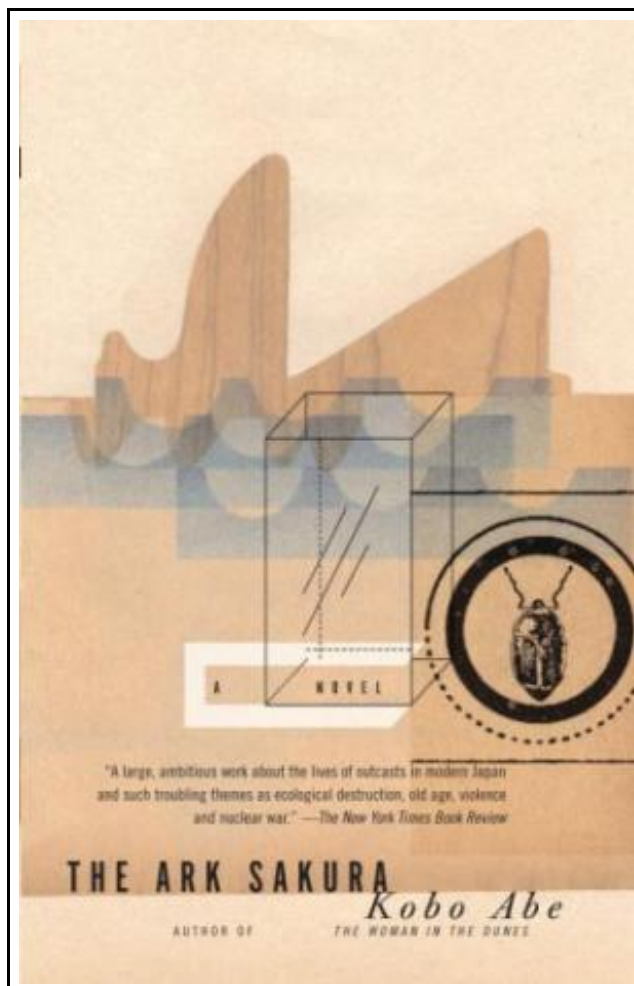 A NOVEL
"A large, ambitious work about the lives of outcasts in modern Japan
and such troubling themes as ecological destruction, old age, violence
and nuclear war." —The New York Times Book Review
THE ARK SAKURA
Kobo Abe
AUTHOR OF THE WOMAN IN THE DUNES